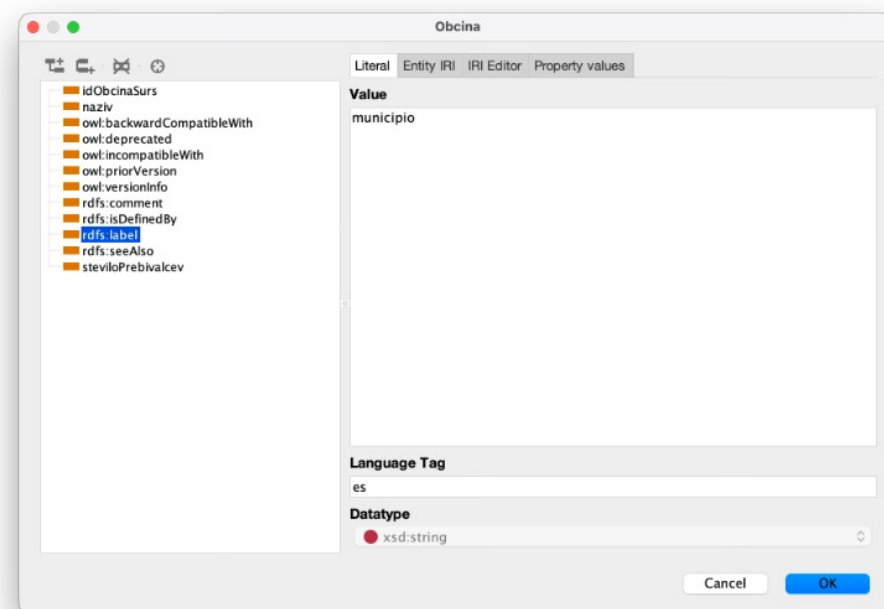 Obcina
Literal Entity IRI IRI Editor Property values
idObcinaSurs
naziv
owl:backwardCompatibleWith
owl:deprecated
owl:incompatibleWith
owl:priorVersion
owl:versionInfo
rdfs:comment
rdfs:isDefinedBy
rdfs:label
rdfs:seeAlso
steviloPrebivalcev
Value
municipio
Language Tag
es
Datatype
xsd:string
Cancel OK